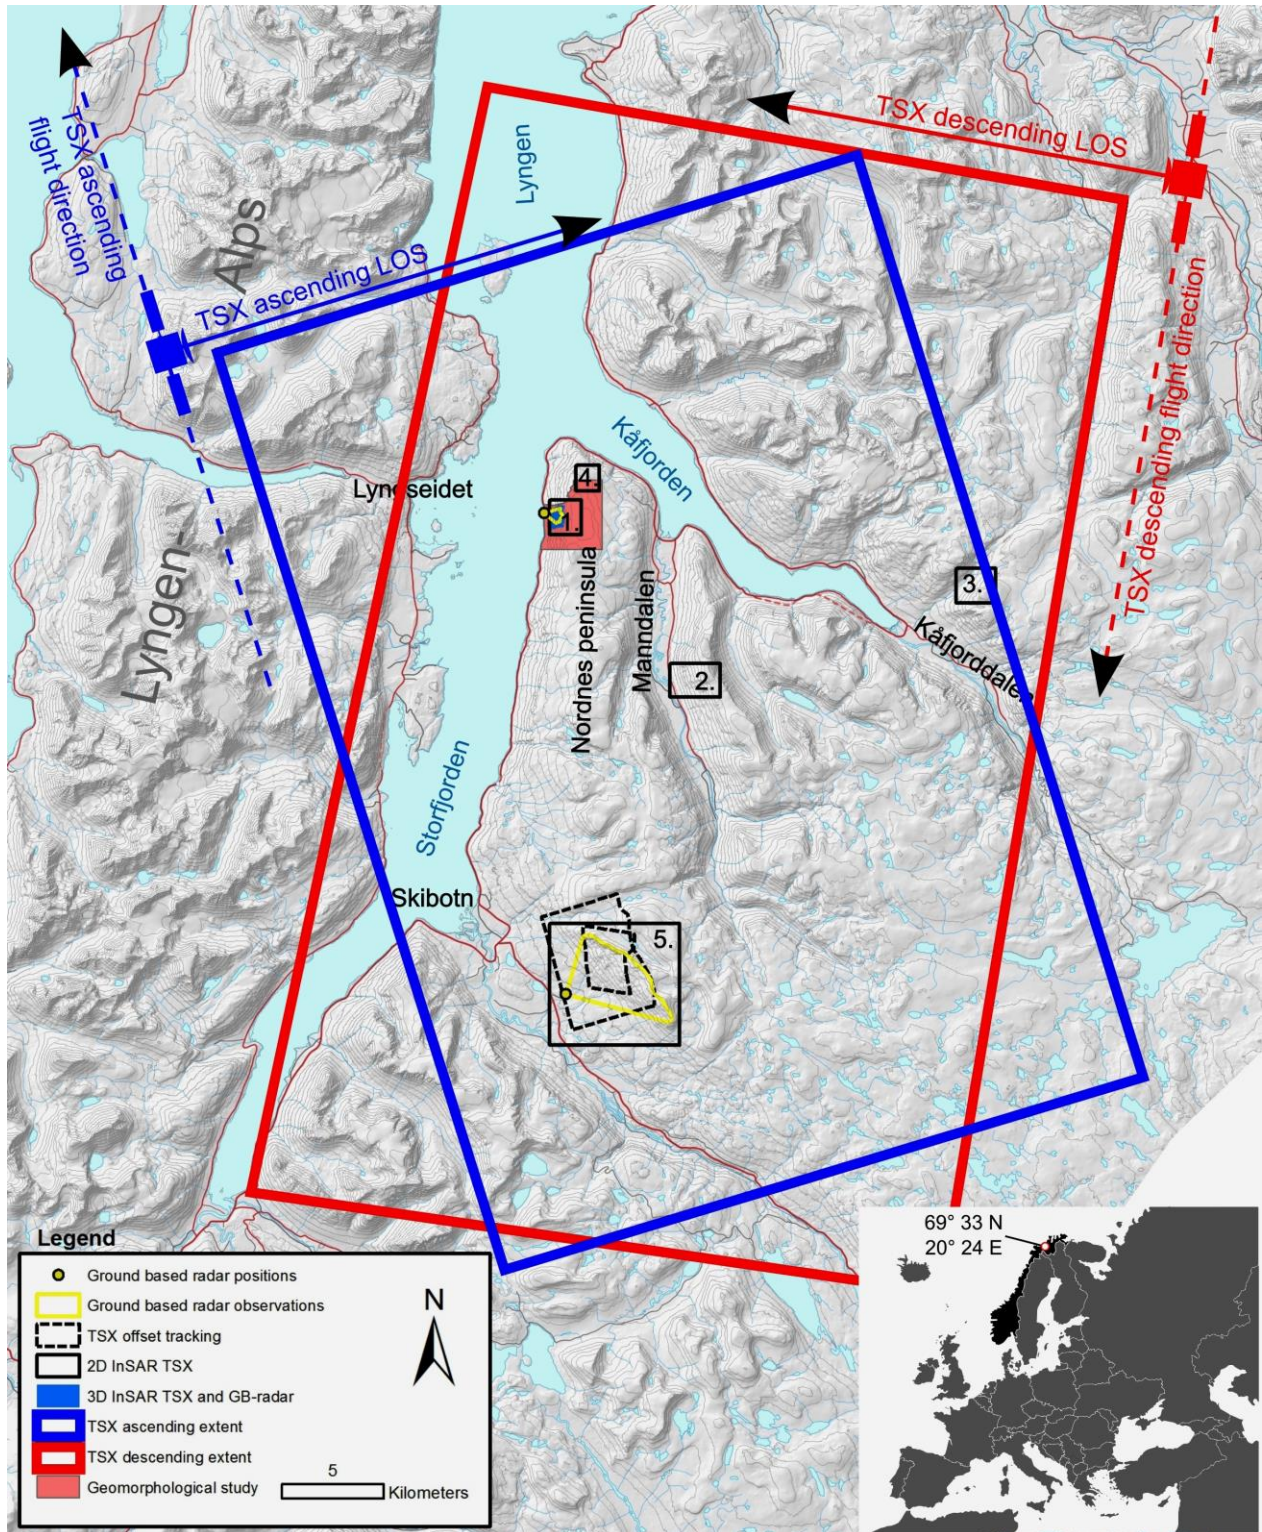 TSX ascending
flight direction
TSX descending LOS
Lyngen
Alps
TSX ascending LOS
TSX descending flight direction
Kåfjorden
Lyngseidet
4.
1.
Lyngen-
Nordnes peninsula
Manndalen
3.
Kåfjorddalen
2.
Storfjorden
Skibotn
5.
69° 33 N
20° 24 E
Legend
Ground based radar positions
Ground based radar observations
TSX offset tracking
2D InSAR TSX
3D InSAR TSX and GB-radar
TSX ascending extent
TSX descending extent
Geomorphological study
N
5
Kilometers